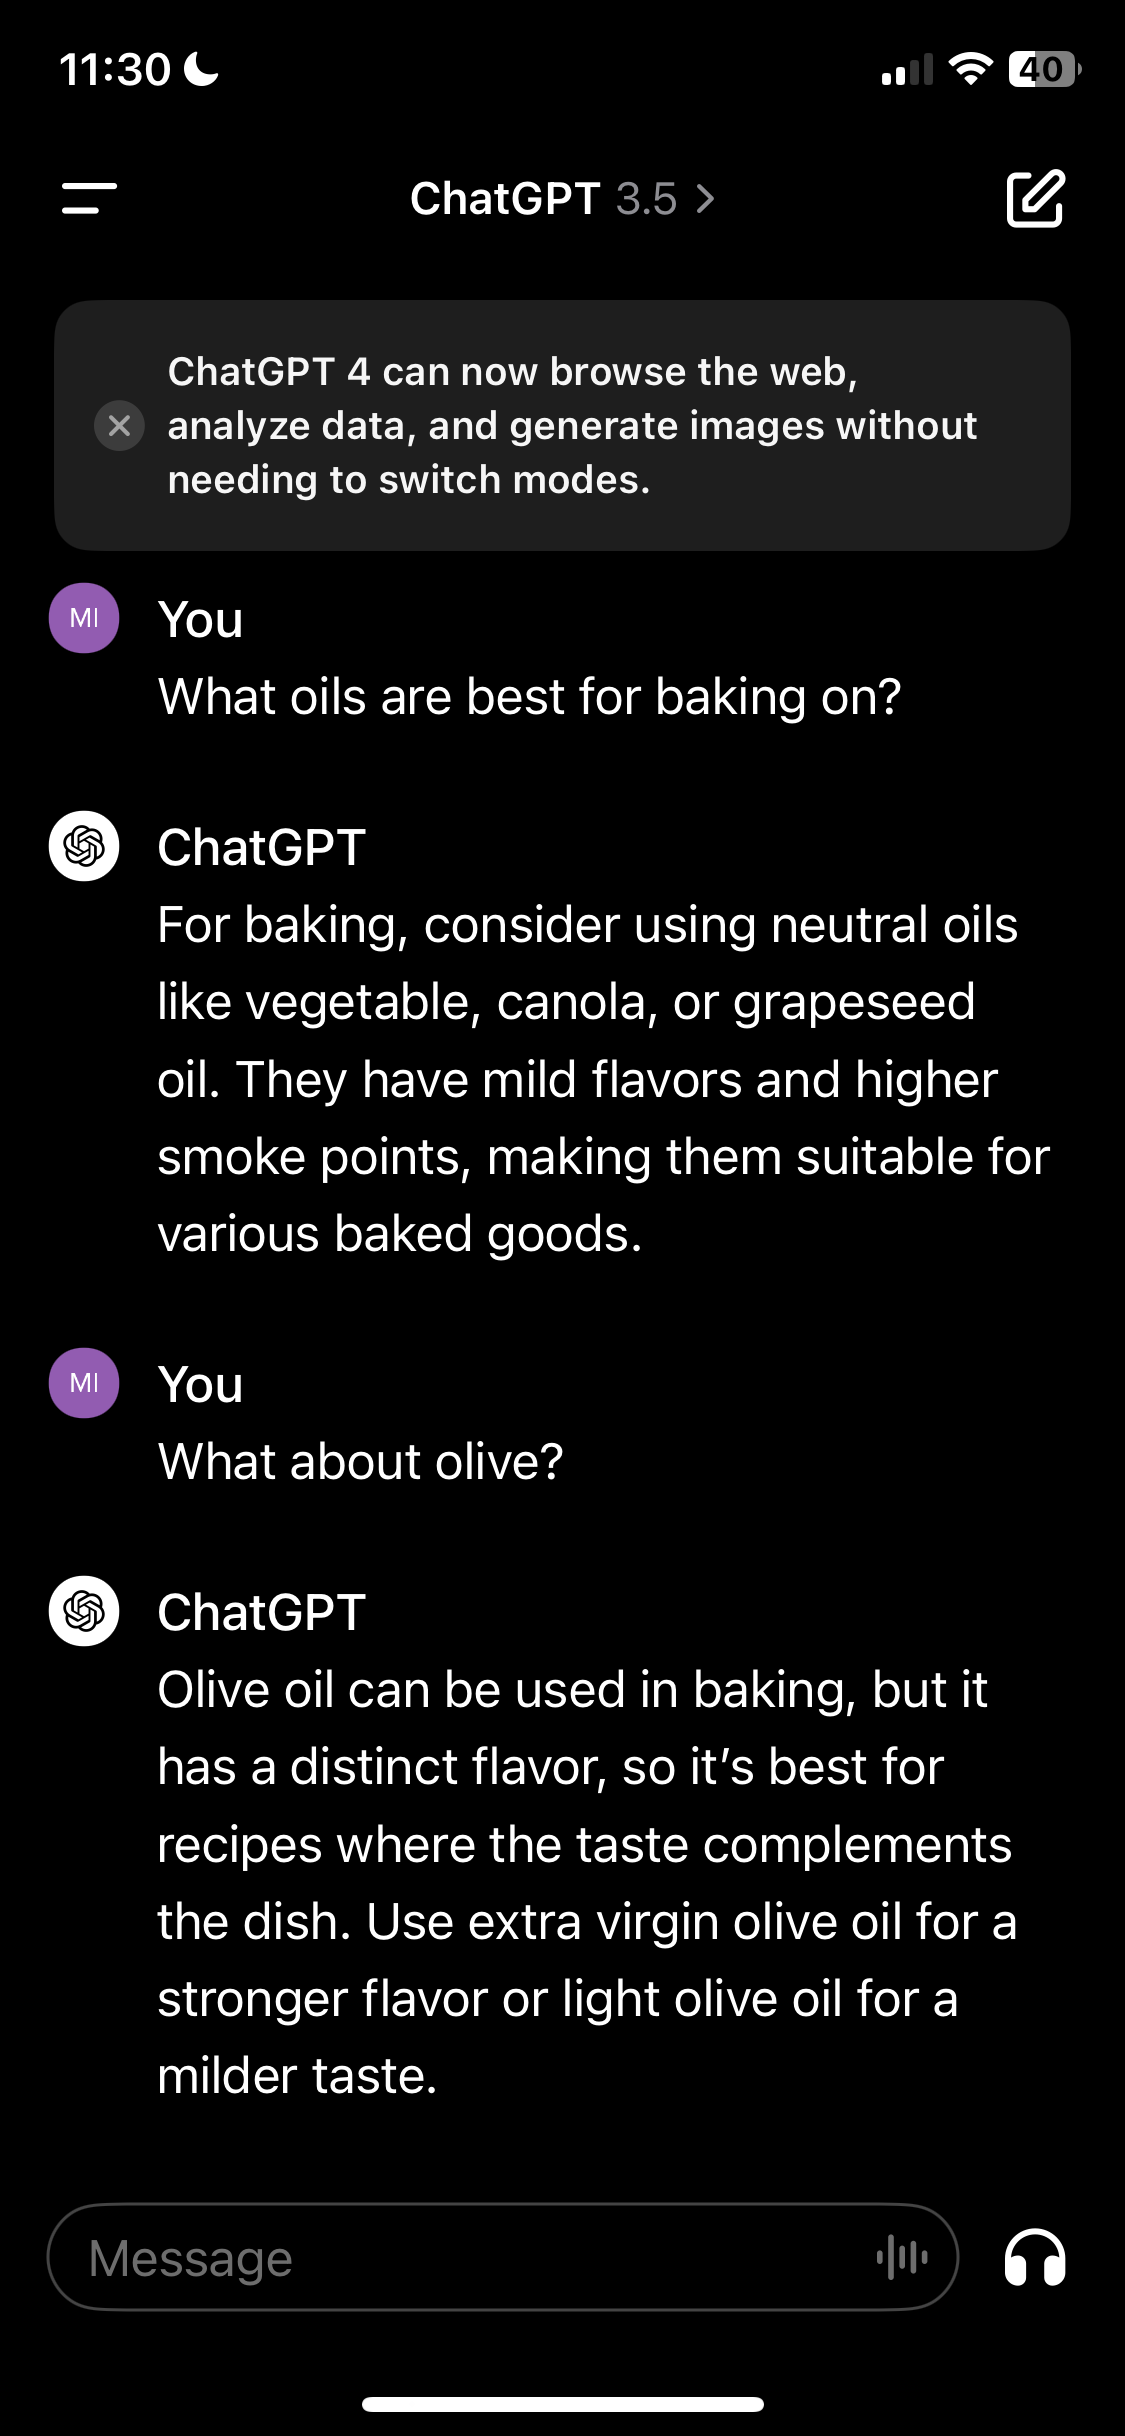 11:30
40
ChatGPT 3.5
ChatGPT 4 can now browse the web,
analyze data, and generate images without
needing to switch modes.
MI
You
What oils are best for baking on?
ChatGPT
For baking, consider using neutral oils
like vegetable, canola, or grapeseed
oil. They have mild flavors and higher
smoke points, making them suitable for
various baked goods.
MI
You
What about olive?
ChatGPT
Olive oil can be used in baking, but it
has a distinct flavor, so it’s best for
recipes where the taste complements
the dish. Use extra virgin olive oil for a
stronger flavor or light olive oil for a
milder taste.
Message